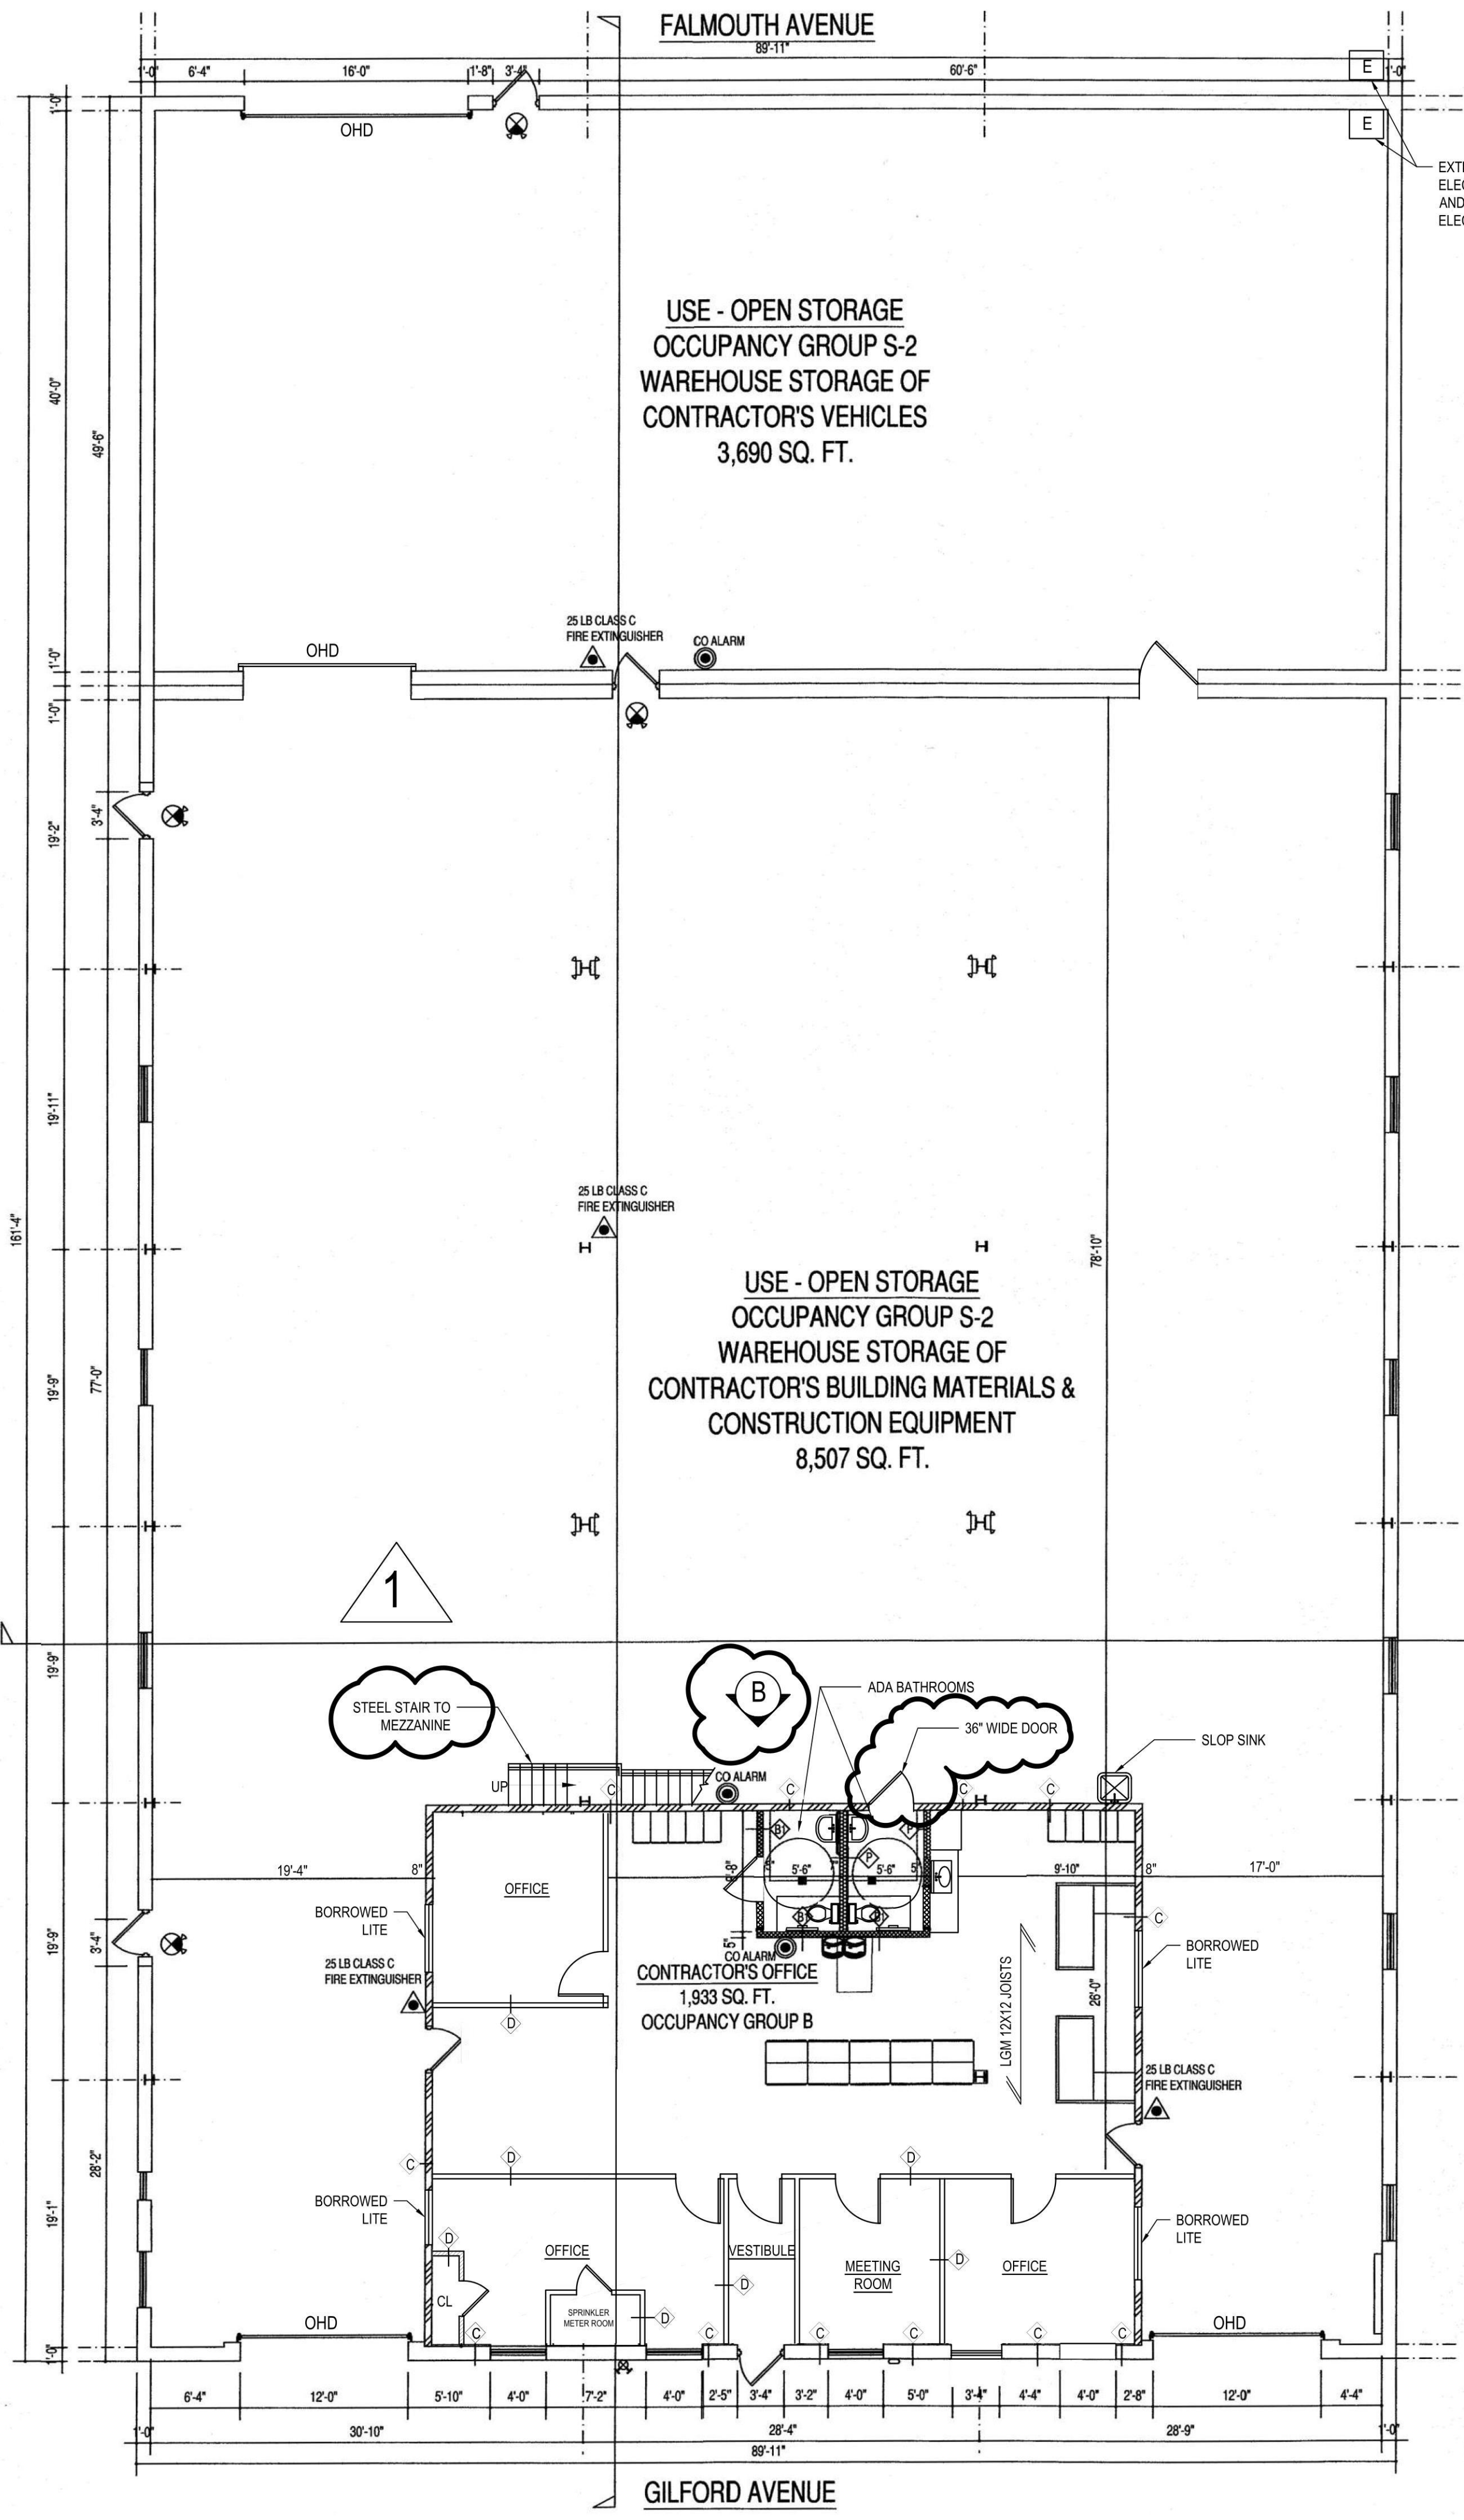 FALMOUTH AVENUE
89'-11"
1'-0"
6'-4"
16'-0"
1'-8"
3'-4"
60'-6"
E
1'-0"
E
OHD
1'-0"
USE - OPEN STORAGE
OCCUPANCY GROUP S-2
WAREHOUSE STORAGE OF
CONTRACTOR'S VEHICLES
3,690 SQ. FT.
40'-0"
49'-6"
25 LB CLASS C
FIRE EXTINGUISHER
CO ALARM
OHD
1'-0"
1'-0"
3'-4"
19'-2"
19'-11"
25 LB CLASS C
FIRE EXTINGUISHER
161'-4"
78'-10"
USE - OPEN STORAGE
OCCUPANCY GROUP S-2
WAREHOUSE STORAGE OF
CONTRACTOR'S BUILDING MATERIALS &
CONSTRUCTION EQUIPMENT
8,507 SQ. FT.
19'-9"
77'-0"
1
19'-9"
STEEL STAIR TO
MEZZANINE
B
ADA BATHROOMS
36" WIDE DOOR
SLOP SINK
UP
C
CO ALARM
C
C
C
B1
P
P
19'-4"
8"
5'-6"
5'-6"
5"
9'-10"
8"
17'-0"
OFFICE
BORROWED
LITE
C
BORROWED
LITE
19'-9"
3'-4"
5"
CO ALARM
25 LB CLASS C
FIRE EXTINGUISHER
CONTRACTOR'S OFFICE
1,933 SQ. FT.
OCCUPANCY GROUP B
D
LGM 12X12 JOISTS
26'-0"
25 LB CLASS C
FIRE EXTINGUISHER
28'-2"
C
D
D
BORROWED
LITE
BORROWED
LITE
19'-1"
D
OFFICE
VESTIBULE
MEETING
ROOM
D
OFFICE
D
CL
SPRINKLER
METER ROOM
D
OHD
C
C
C
C
C
C
OHD
1'-0"
6'-4"
12'-0"
5'-10"
4'-0"
7'-2"
4'-0"
2'-5"
3'-4"
3'-2"
4'-0"
5'-0"
3'-4"
4'-4"
4'-0"
2'-8"
12'-0"
4'-4"
1'-0"
30'-10"
28'-4"
28'-9"
1'-0"
89'-11"
GILFORD AVENUE